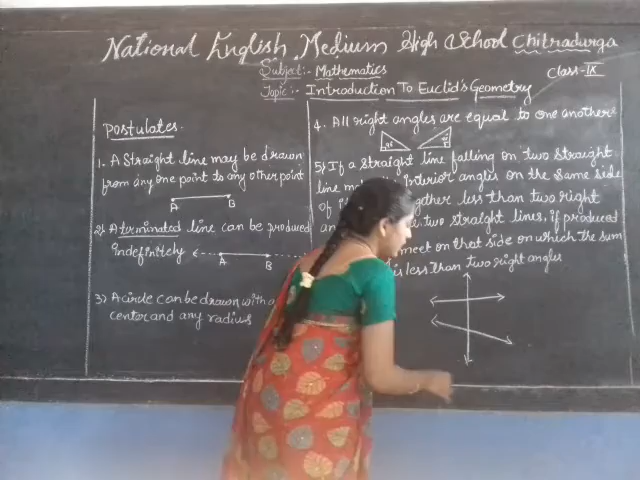 National English Medium High School Chitradurga
Subject:- Mathematics
Class-IX
Topic:- Introduction To Euclid's Geometry
Postulates.
1. A Straight line may be drawn
from any one point to any other point
A B
2) A terminated line can be produced
indefinitely
A B
3) A circle can be drawn with a
center and any radius
4. All right angles are equal to one another
5) If a straight line falling on two straight
line interior angles on the same side
of together less than two right
two straight lines, if produced
meet on that side on which the sum
is less than two right angles